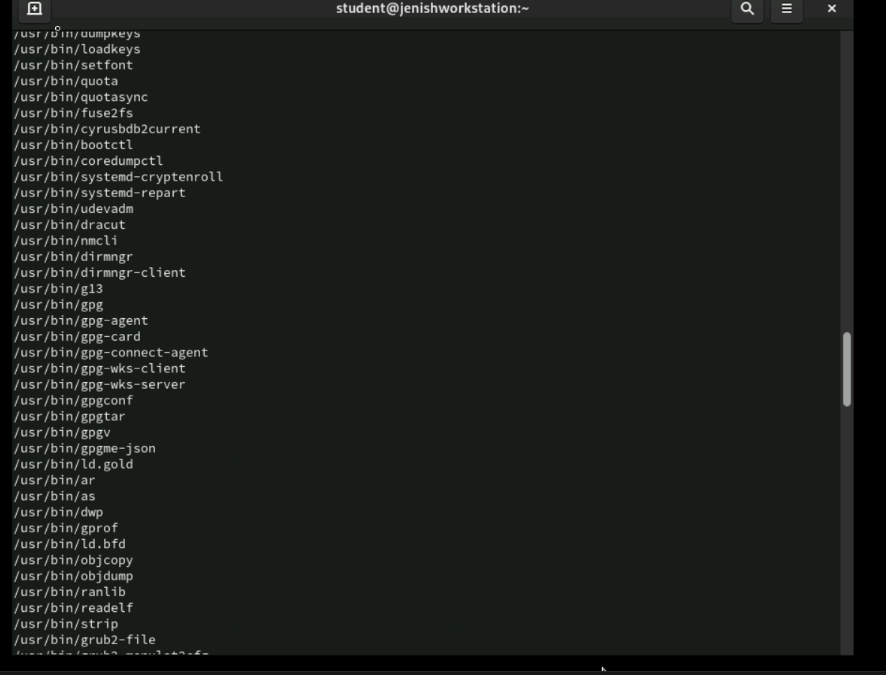 student@jenishworkstation:~
/usr/bin/dumpkeys
/usr/bin/loadkeys
/usr/bin/setfont
/usr/bin/quota
/usr/bin/quotasync
/usr/bin/fuse2fs
/usr/bin/cyrusbdb2current
/usr/bin/bootctl
/usr/bin/coredumpctl
/usr/bin/systemd-cryptenroll
/usr/bin/systemd-repart
/usr/bin/udevadm
/usr/bin/dracut
/usr/bin/nmcli
/usr/bin/dirmngr
/usr/bin/dirmngr-client
/usr/bin/g13
/usr/bin/gpg
/usr/bin/gpg-agent
/usr/bin/gpg-card
/usr/bin/gpg-connect-agent
/usr/bin/gpg-wks-client
/usr/bin/gpg-wks-server
/usr/bin/gpgconf
/usr/bin/gpgtar
/usr/bin/gpgv
/usr/bin/gpgme-json
/usr/bin/ld.gold
/usr/bin/ar
/usr/bin/as
/usr/bin/dwp
/usr/bin/gprof
/usr/bin/ld.bfd
/usr/bin/objcopy
/usr/bin/objdump
/usr/bin/ranlib
/usr/bin/readelf
/usr/bin/strip
/usr/bin/grub2-file